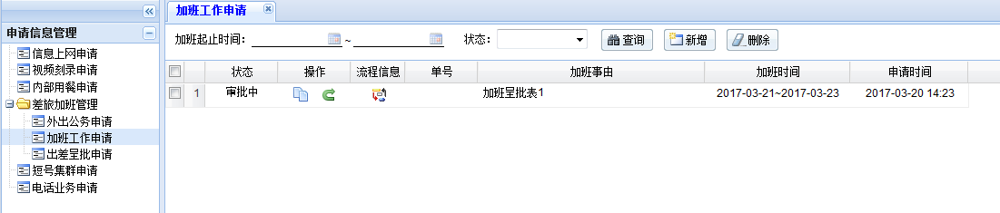 加班工作申请
申请信息管理
信息上网申请
视频刻录申请
内部用餐申请
差旅加班管理
外出公务申请
加班工作申请
出差呈批申请
短号集群申请
电话业务申请
加班起止时间： ~ 状态： 查询 新增 删除
状态 操作 流程信息 单号 加班事由 加班时间 申请时间
1 审批中 加班呈批表1 2017-03-21~2017-03-23 2017-03-20 14:23